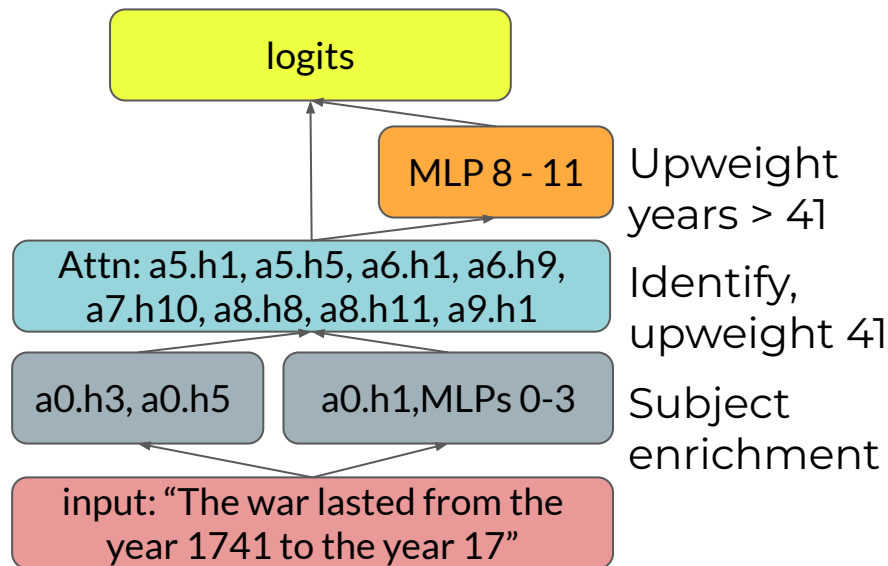 logits
MLP 8 - 11
Upweight
years > 41
Attn: a5.h1, a5.h5, a6.h1, a6.h9,
a7.h10, a8.h8, a8.h11, a9.h1
Identify,
upweight 41
a0.h3, a0.h5
a0.h1,MLPs 0-3
Subject
enrichment
input: “The war lasted from the
year 1741 to the year 17”